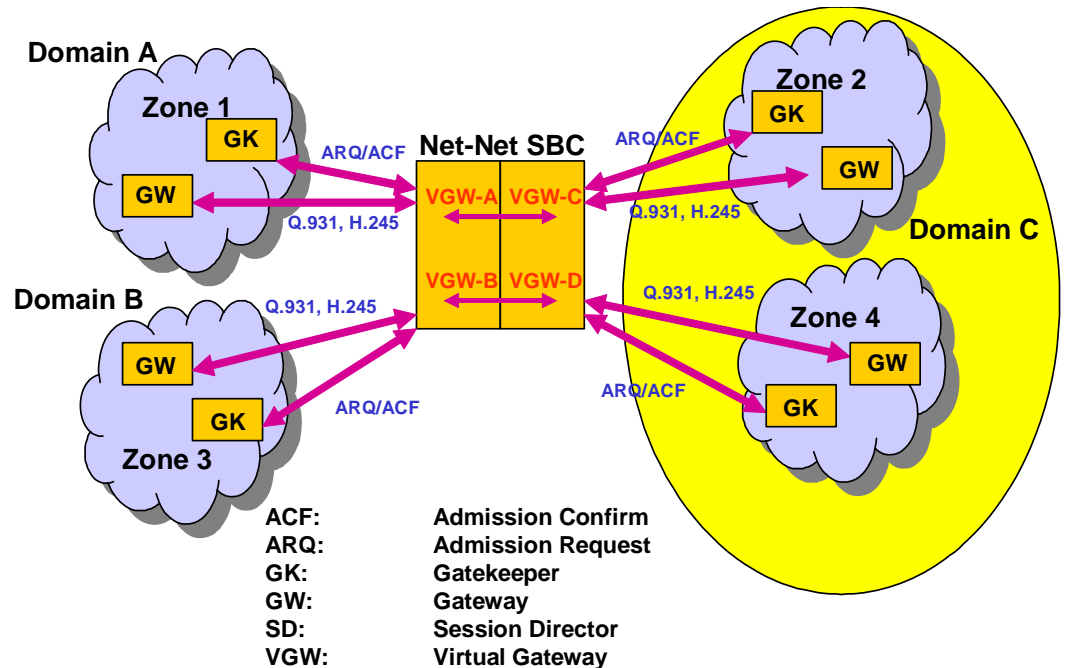 Domain A
Zone 1
GK
GW
ARQ/ACF
Q.931, H.245
Net-Net SBC
VGW-A
VGW-C
VGW-B
VGW-D
Zone 2
GK
GW
ARQ/ACF
Q.931, H.245
Domain C
Domain B
Q.931, H.245
GW
GK
ARQ/ACF
Zone 3
Q.931, H.245
Zone 4
GW
GK
ARQ/ACF
ACF: Admission Confirm
ARQ: Admission Request
GK: Gatekeeper
GW: Gateway
SD: Session Director
VGW: Virtual Gateway